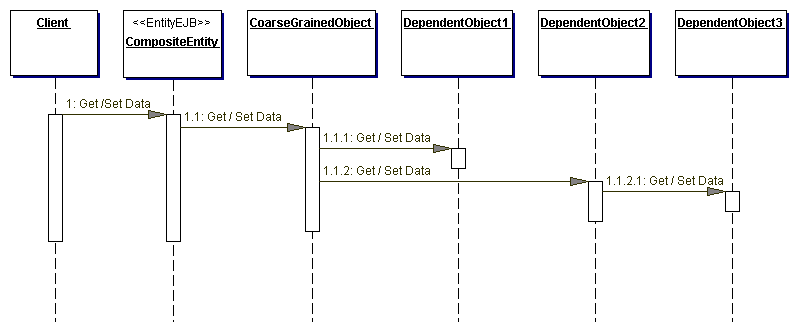 Client
<<EntityEJB>>
CompositeEntity
CoarseGrainedObject
DependentObject1
DependentObject2
DependentObject3
1: Get /Set Data
1.1: Get / Set Data
1.1.1: Get / Set Data
1.1.2: Get / Set Data
1.1.2.1: Get / Set Data